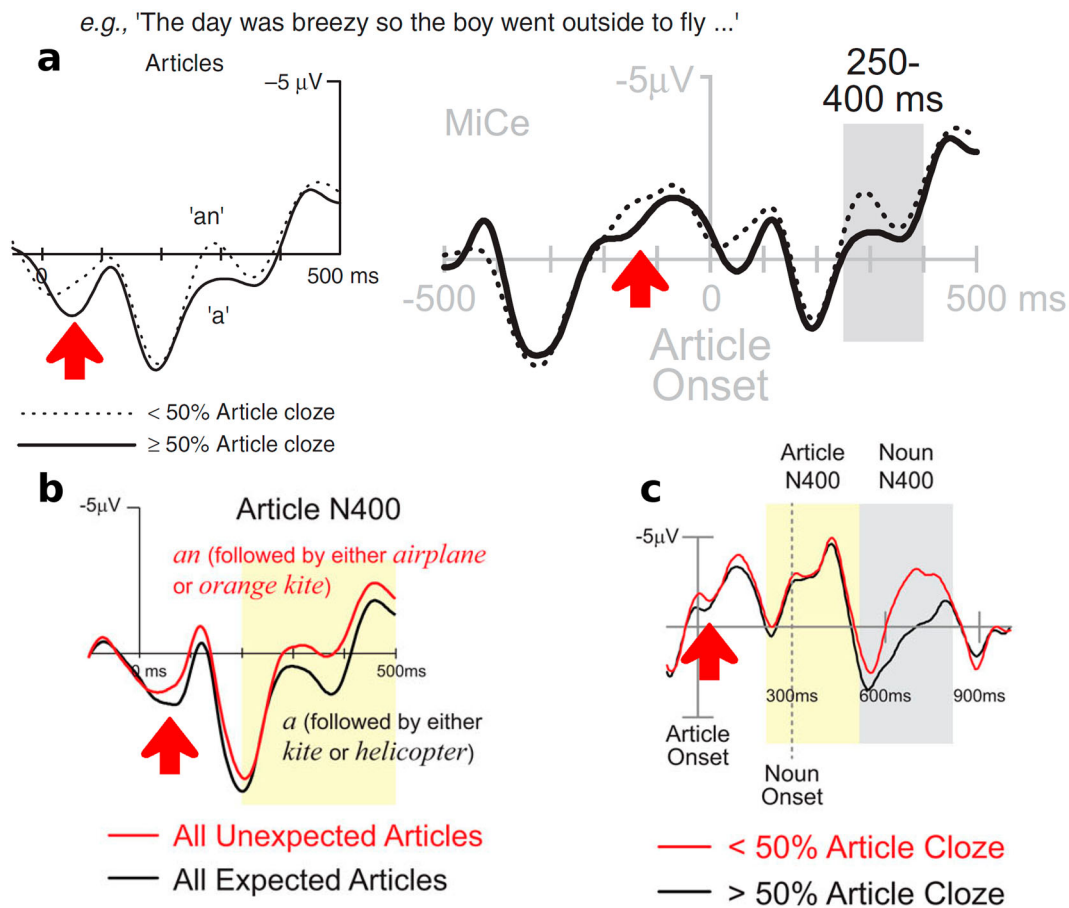 e.g., 'The day was breezy so the boy went outside to fly ...'
a
Articles
–5 µV
'an'
0
500 ms
'a'
< 50% Article cloze
≥ 50% Article cloze
-5µV
MiCe
250-
400 ms
-500
0
500 ms
Article
Onset
b
-5µV
Article N400
an (followed by either airplane
or orange kite)
0 ms
500ms
a (followed by either
kite or helicopter)
All Unexpected Articles
All Expected Articles
c
Article
N400
Noun
N400
-5µV
300ms
600ms
900ms
Article
Onset
Noun
Onset
< 50% Article Cloze
> 50% Article Cloze